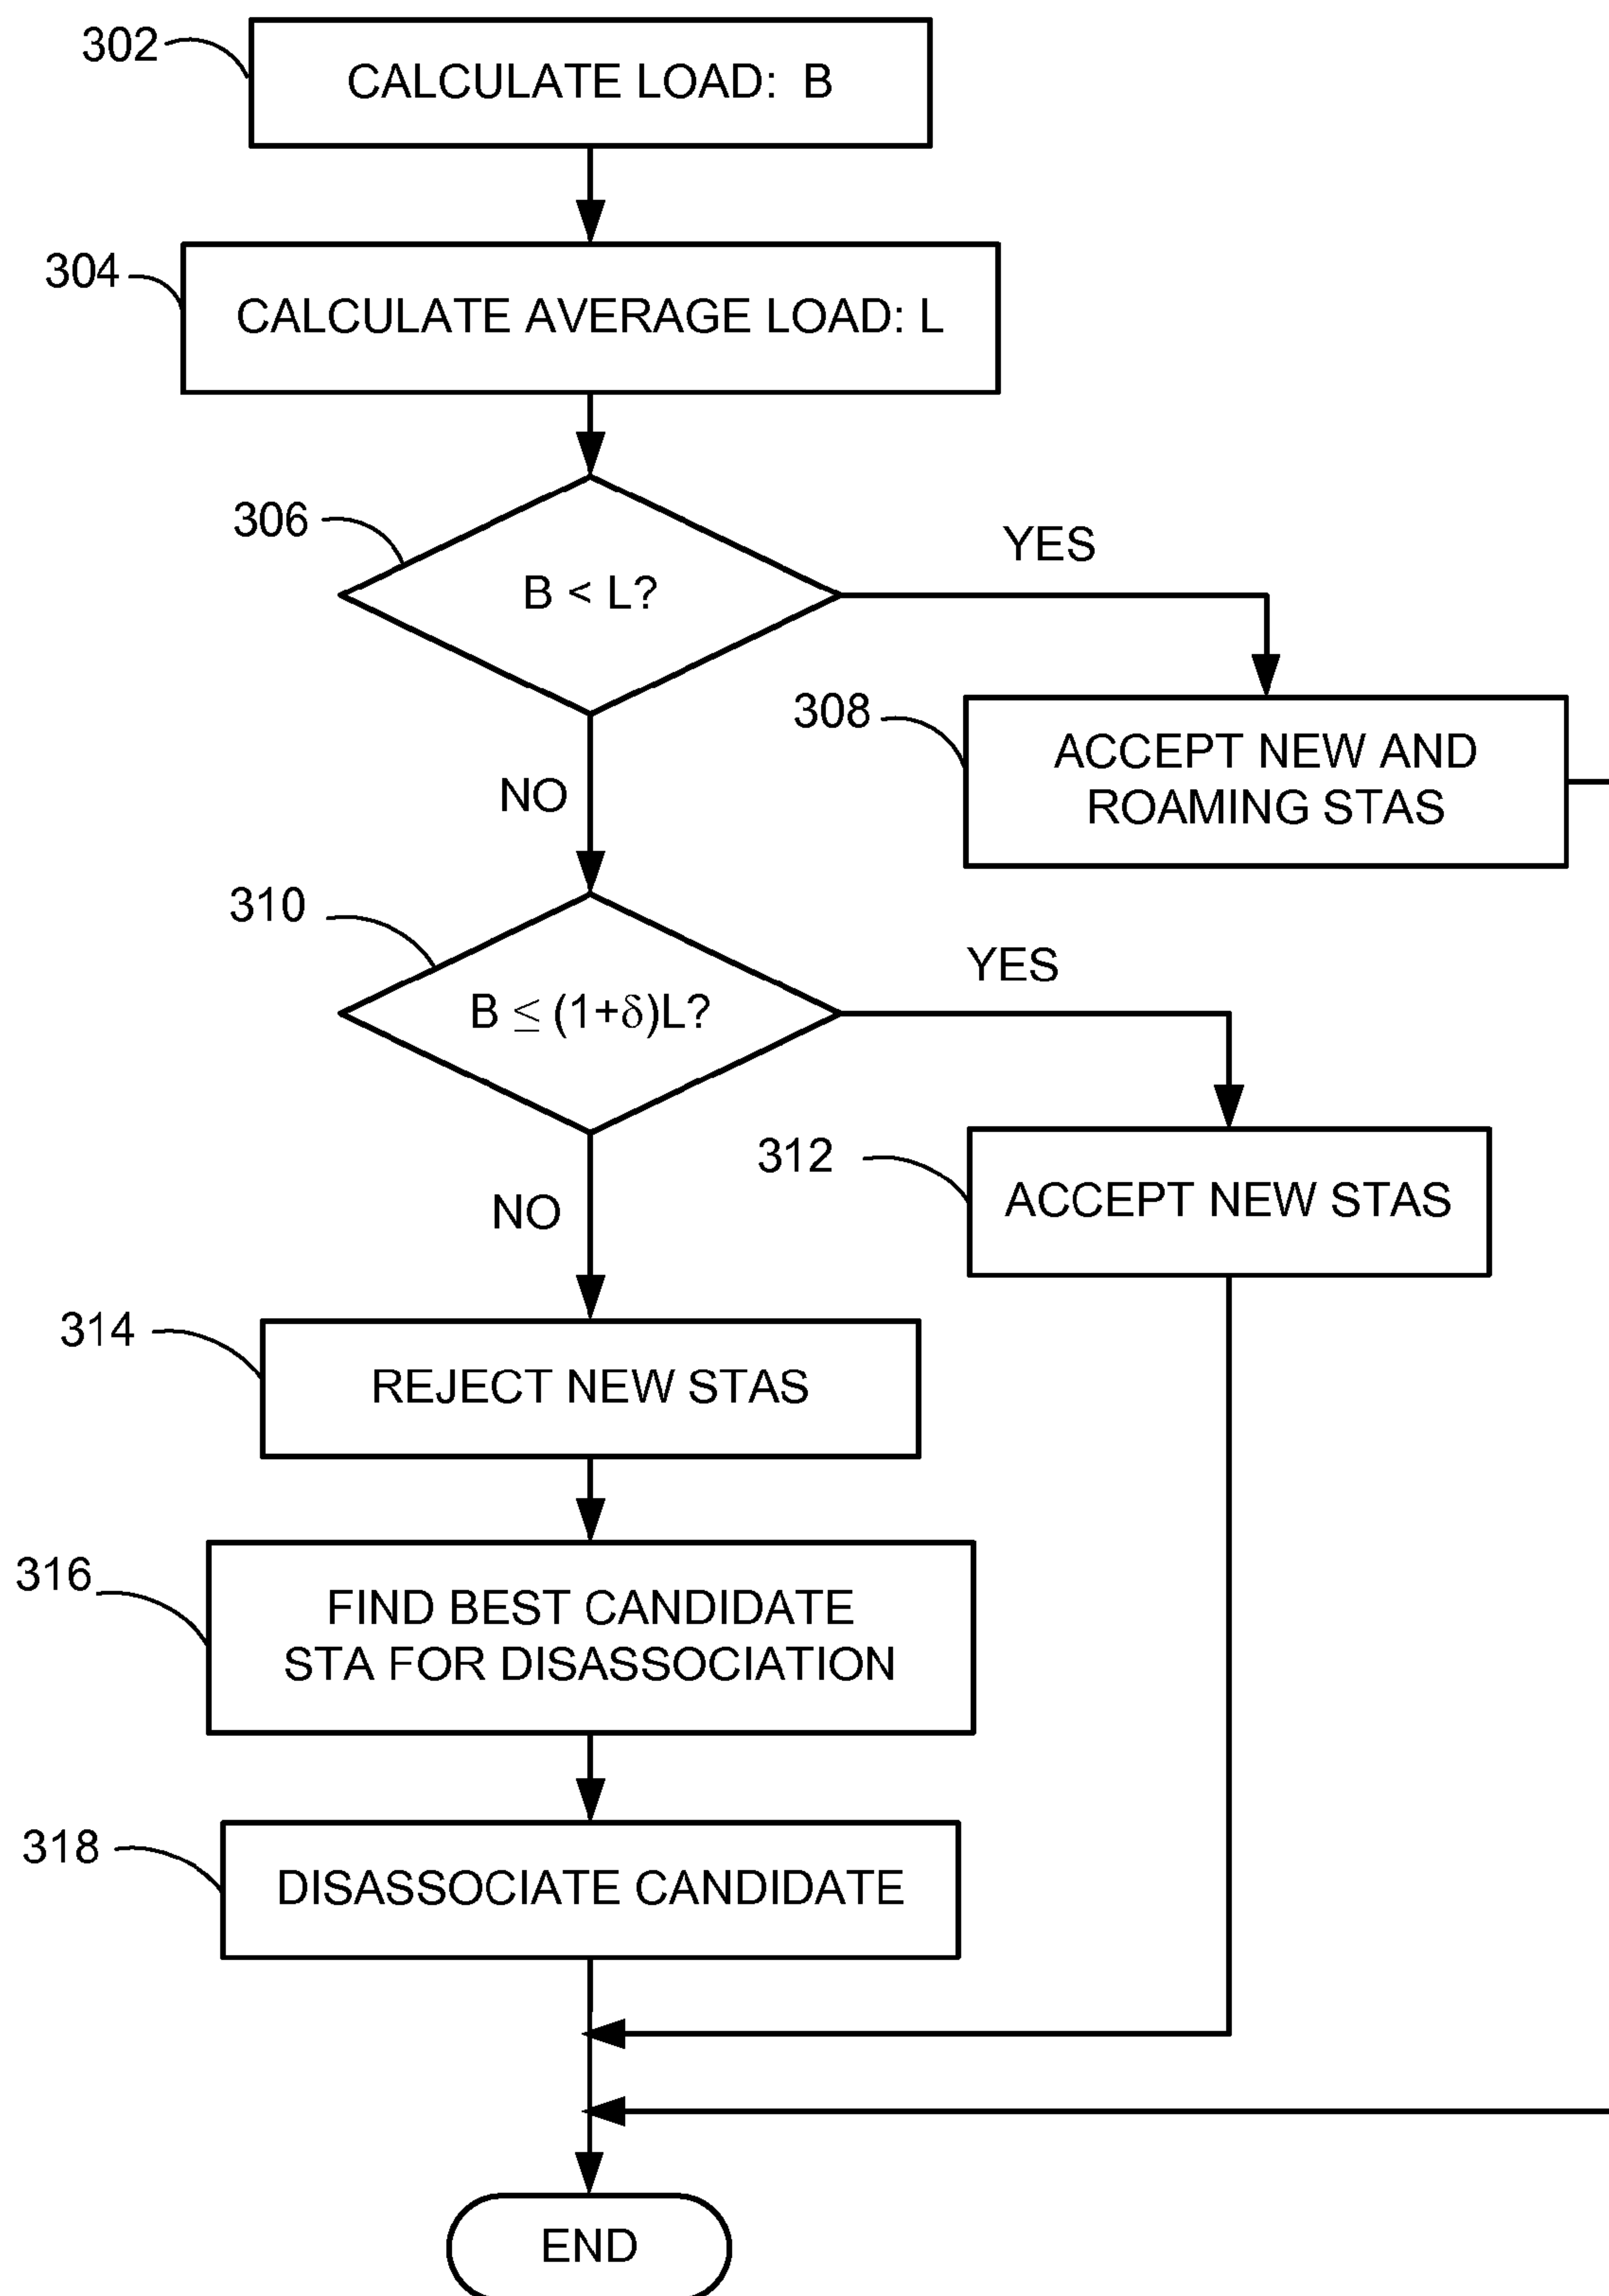 302
CALCULATE LOAD: B
304
CALCULATE AVERAGE LOAD: L
306
B < L?
YES
308
ACCEPT NEW AND
ROAMING STAS
NO
310
B ≤ (1+δ)L?
YES
312
ACCEPT NEW STAS
NO
314
REJECT NEW STAS
316
FIND BEST CANDIDATE
STA FOR DISASSOCIATION
318
DISASSOCIATE CANDIDATE
END